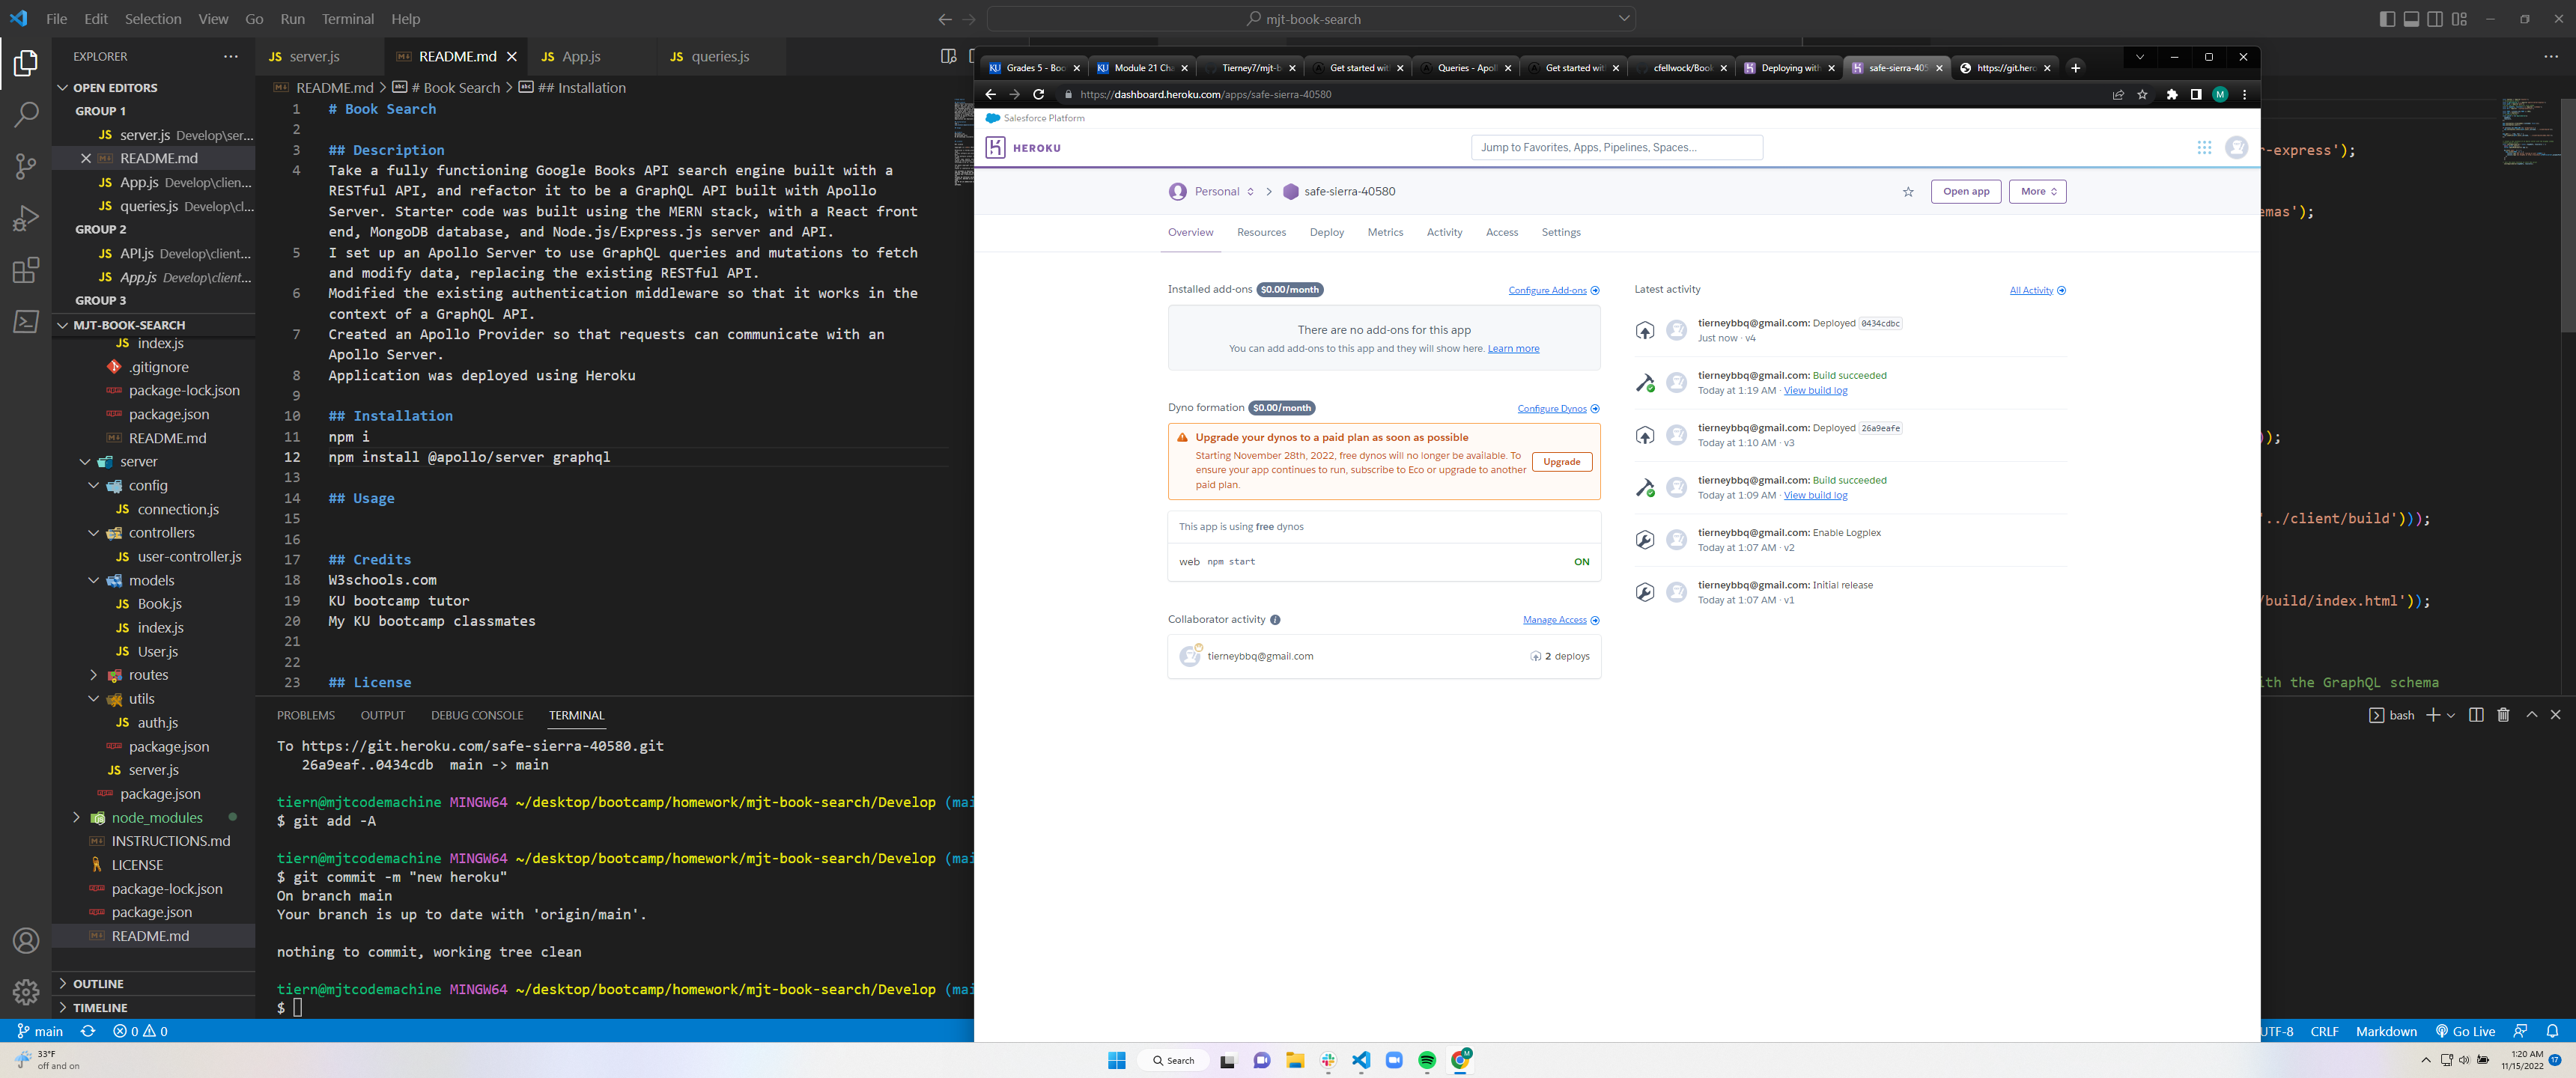 File Edit Selection View Go Run Terminal Help
mjt-book-search
EXPLORER
OPEN EDITORS
GROUP 1
JS server.js Develop\ser...
README.md
JS App.js Develop\clien...
JS queries.js Develop\cl...
GROUP 2
JS API.js Develop\client...
JS App.js Develop\client...
GROUP 3
MJT-BOOK-SEARCH
JS index.js
.gitignore
package-lock.json
package.json
README.md
server
config
JS connection.js
controllers
JS user-controller.js
models
JS Book.js
JS index.js
JS User.js
routes
utils
JS auth.js
package.json
JS server.js
package.json
node_modules
INSTRUCTIONS.md
LICENSE
package-lock.json
package.json
README.md
OUTLINE
TIMELINE
JS server.js README.md JS App.js JS queries.js
README.md > # Book Search > ## Installation
1 # Book Search
2
3 ## Description
4 Take a fully functioning Google Books API search engine built with a
RESTful API, and refactor it to be a GraphQL API built with Apollo
Server. Starter code was built using the MERN stack, with a React front
end, MongoDB database, and Node.js/Express.js server and API.
5 I set up an Apollo Server to use GraphQL queries and mutations to fetch
and modify data, replacing the existing RESTful API.
6 Modified the existing authentication middleware so that it works in the
context of a GraphQL API.
7 Created an Apollo Provider so that requests can communicate with an
Apollo Server.
8 Application was deployed using Heroku
9
10 ## Installation
11 npm i
12 npm install @apollo/server graphql
13
14 ## Usage
15
16
17 ## Credits
18 W3schools.com
19 KU bootcamp tutor
20 My KU bootcamp classmates
21
22
23 ## License
PROBLEMS OUTPUT DEBUG CONSOLE TERMINAL
To https://git.heroku.com/safe-sierra-40580.git
26a9eaf..0434cdb main -> main
tiern@mjtcodemachine MINGW64 ~/desktop/bootcamp/homework/mjt-book-search/Develop (mai
$ git add -A
tiern@mjtcodemachine MINGW64 ~/desktop/bootcamp/homework/mjt-book-search/Develop (mai
$ git commit -m "new heroku"
On branch main
Your branch is up to date with 'origin/main'.
nothing to commit, working tree clean
tiern@mjtcodemachine MINGW64 ~/desktop/bootcamp/homework/mjt-book-search/Develop (mai
$
Grades 5 - Boo Module 21 Cha Tierney7/mjt-b Get started wit Queries - Apoll Get started wit cfellwock/Book Deploying with safe-sierra-405 https://git.hero
https://dashboard.heroku.com/apps/safe-sierra-40580
Salesforce Platform
HEROKU
Jump to Favorites, Apps, Pipelines, Spaces...
Personal > safe-sierra-40580
Open app
More
Overview Resources Deploy Metrics Activity Access Settings
Installed add-ons $0.00/month
Configure Add-ons
There are no add-ons for this app
You can add add-ons to this app and they will show here. Learn more
Dyno formation $0.00/month
Configure Dynos
Upgrade your dynos to a paid plan as soon as possible
Starting November 28th, 2022, free dynos will no longer be available. To
ensure your app continues to run, subscribe to Eco or upgrade to another
paid plan.
Upgrade
This app is using free dynos
web npm start ON
Collaborator activity
Manage Access
tierneybbq@gmail.com 2 deploys
Latest activity
All Activity
tierneybbq@gmail.com: Deployed 0434cdbc
Just now · v4
tierneybbq@gmail.com: Build succeeded
Today at 1:19 AM · View build log
tierneybbq@gmail.com: Deployed 26a9eafe
Today at 1:10 AM · v3
tierneybbq@gmail.com: Build succeeded
Today at 1:09 AM · View build log
tierneybbq@gmail.com: Enable Logplex
Today at 1:07 AM · v2
tierneybbq@gmail.com: Initial release
Today at 1:07 AM · v1
r-express');
emas');
);
'../client/build')));
/build/index.html'));
ith the GraphQL schema
bash
main 0 0
UTF-8 CRLF Markdown Go Live
33°F
off and on
Search
1:20 AM
11/15/2022
17